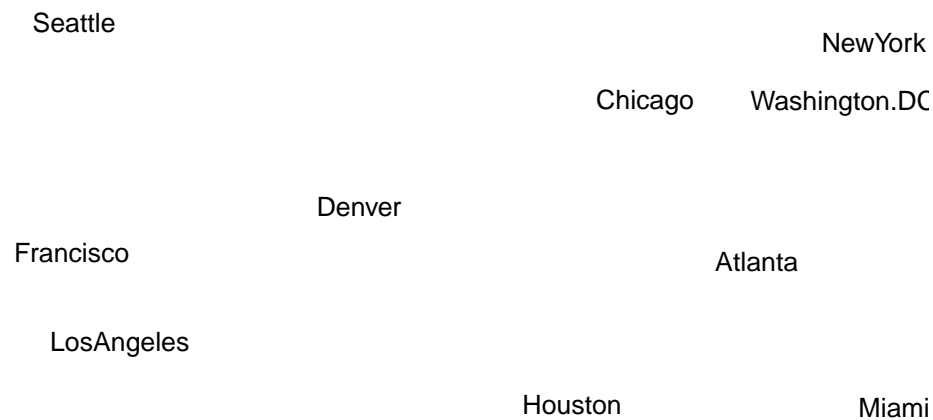 Seattle
NewYork
Chicago
Washington.DC
Denver
Francisco
Atlanta
LosAngeles
Houston
Miami